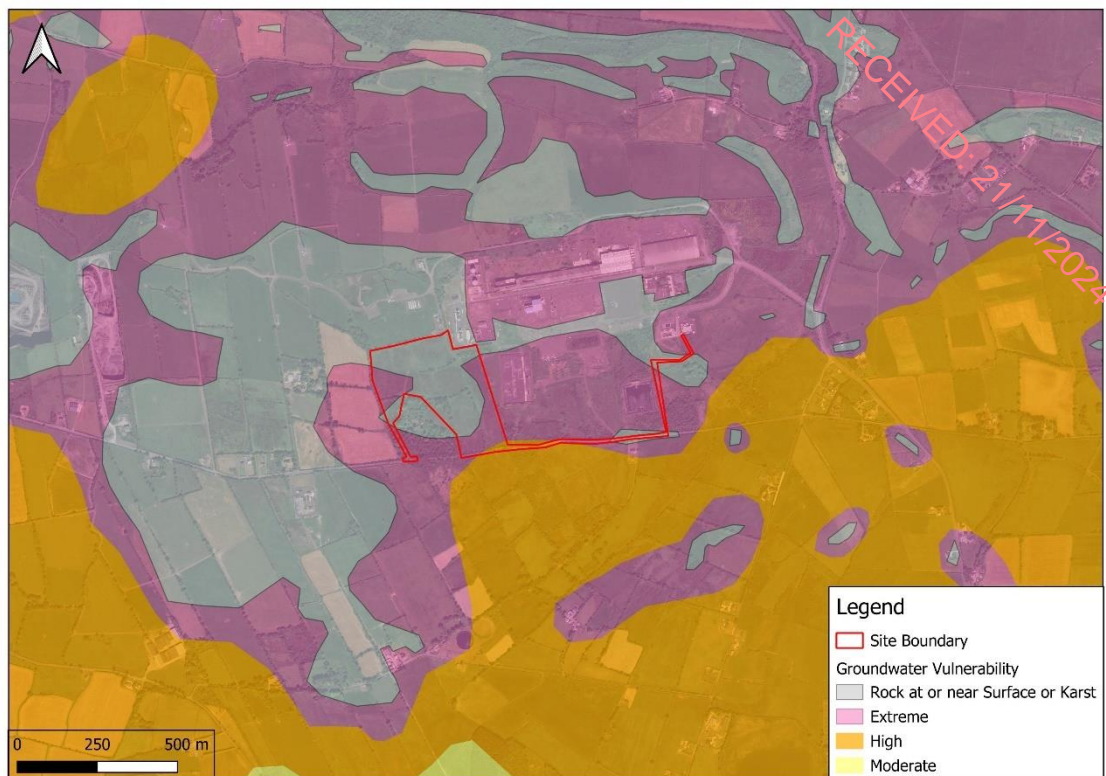 RECEIVED: 21/11/2024
Legend
Site Boundary
Groundwater Vulnerability
Rock at or near Surface or Karst
Extreme
High
Moderate
0 250 500 m